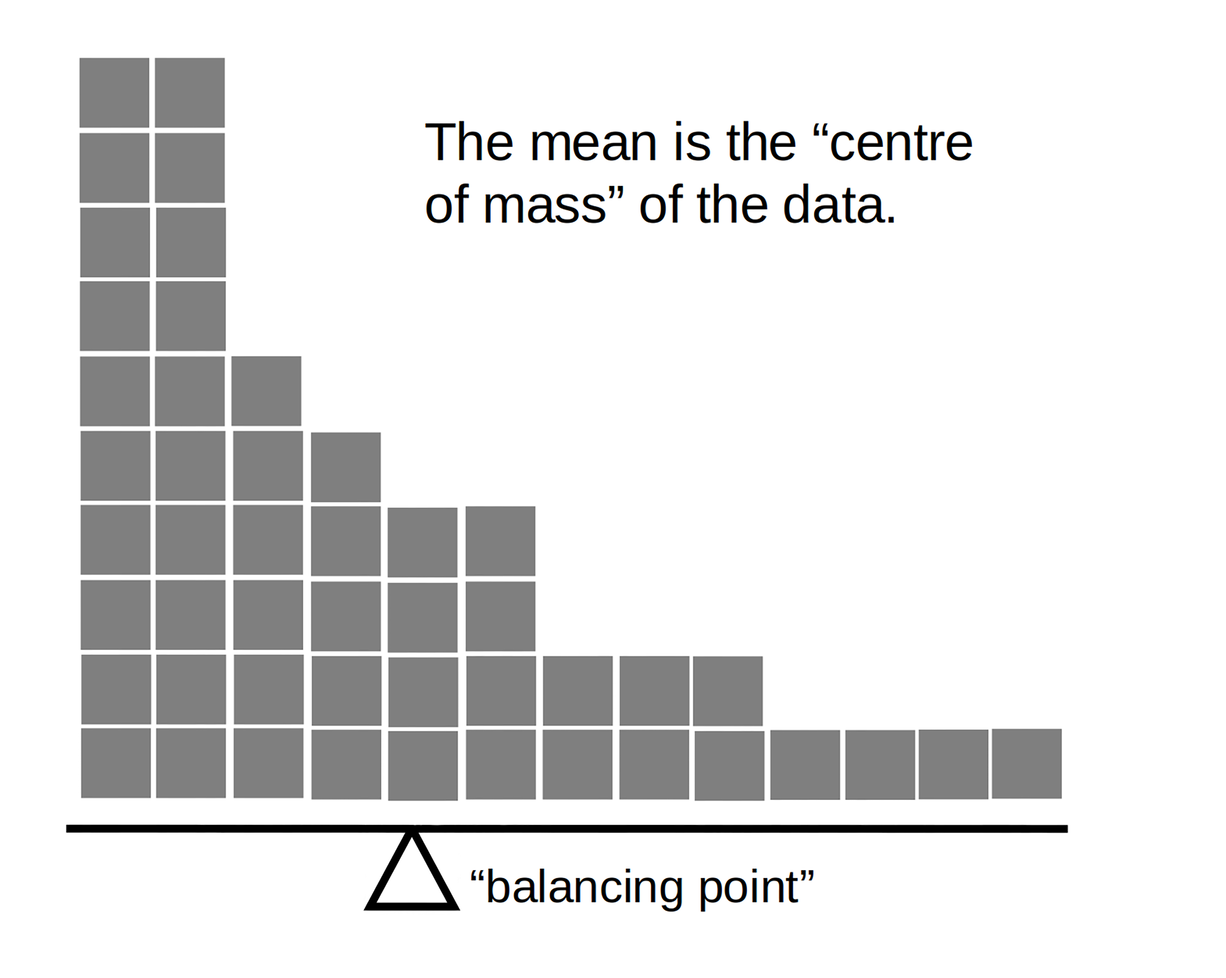 The mean is the “centre
of mass” of the data.
“balancing point”